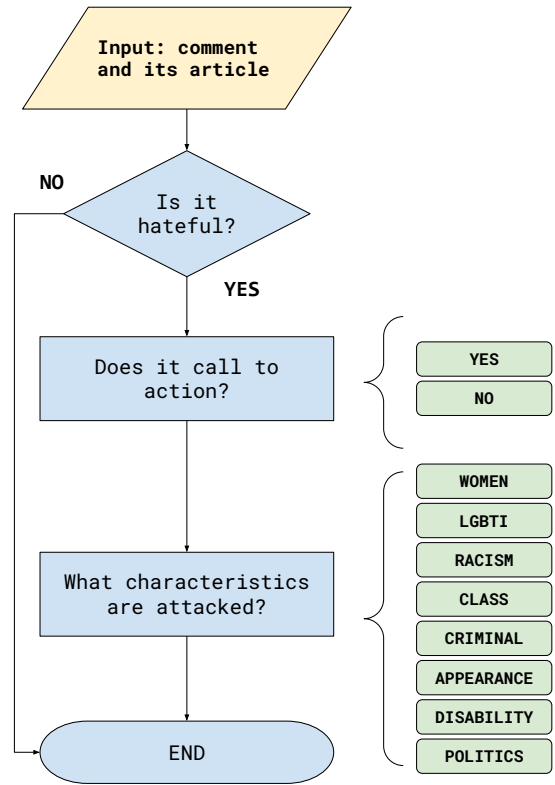 Input: comment
and its article
NO
Is it
hateful?
YES
Does it call to
action?
YES
NO
What characteristics
are attacked?
WOMEN
LGBTI
RACISM
CLASS
CRIMINAL
APPEARANCE
DISABILITY
POLITICS
END